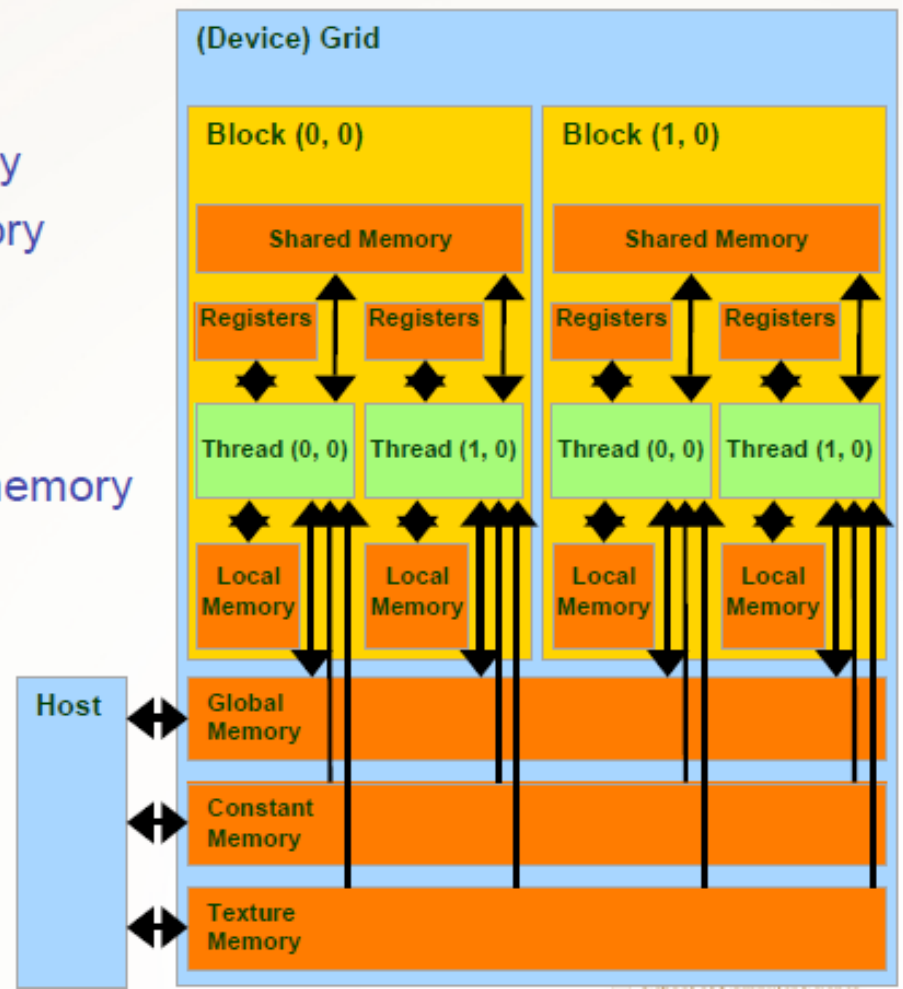 (Device) Grid
Block (0, 0)
Block (1, 0)
ry
ory
Shared Memory
Shared Memory
Registers
Registers
Registers
Registers
Thread (0, 0)
Thread (1, 0)
Thread (0, 0)
Thread (1, 0)
memory
Local
Memory
Local
Memory
Local
Memory
Local
Memory
Host
Global
Memory
Constant
Memory
Texture
Memory